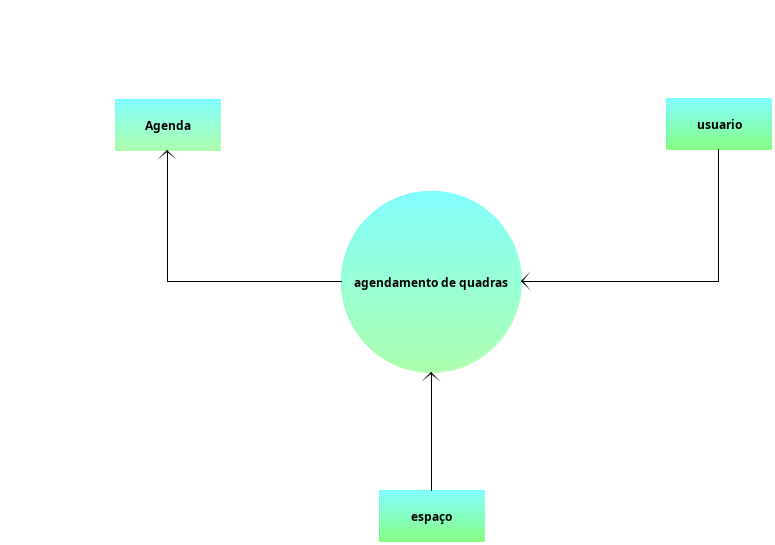 Agenda
usuario
agendamento de quadras
espaço